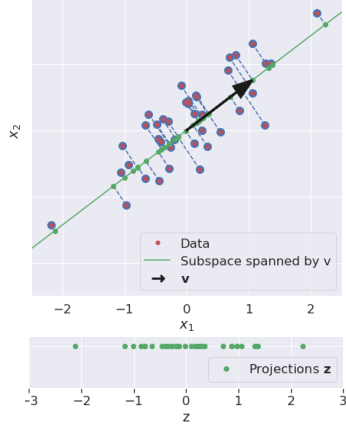 x₂
Data
Subspace spanned by v
v
−2
−1
0
1
2
x₁
Projections z
−3
−2
−1
0
1
2
3
z